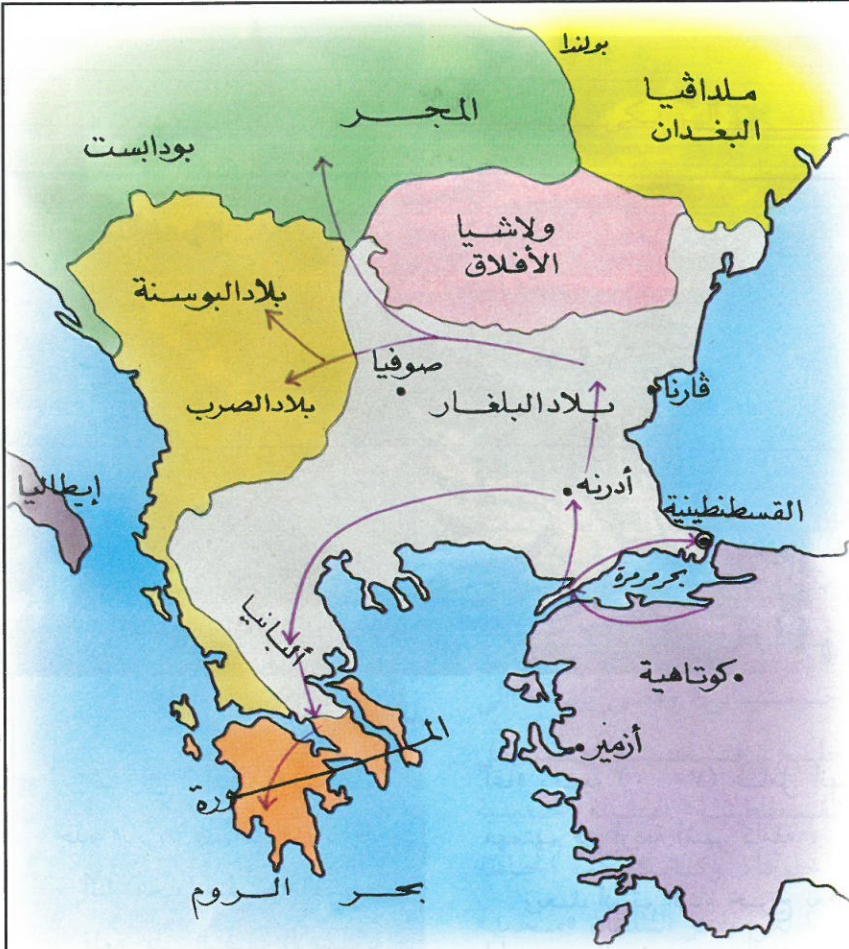 بولندا
ملداڤيا
البغدان
المجر
بودابست
ولاشيا
الأفلاق
بلاد البوسنة
صوفيا
ڤارنا
بلاد البلغار
بلاد الصرب
إيطاليا
أدرنه
القسطنطينية
بحر مرمرة
ألبانيا
كوتاهية
أزمير
المورة
بحر الروم